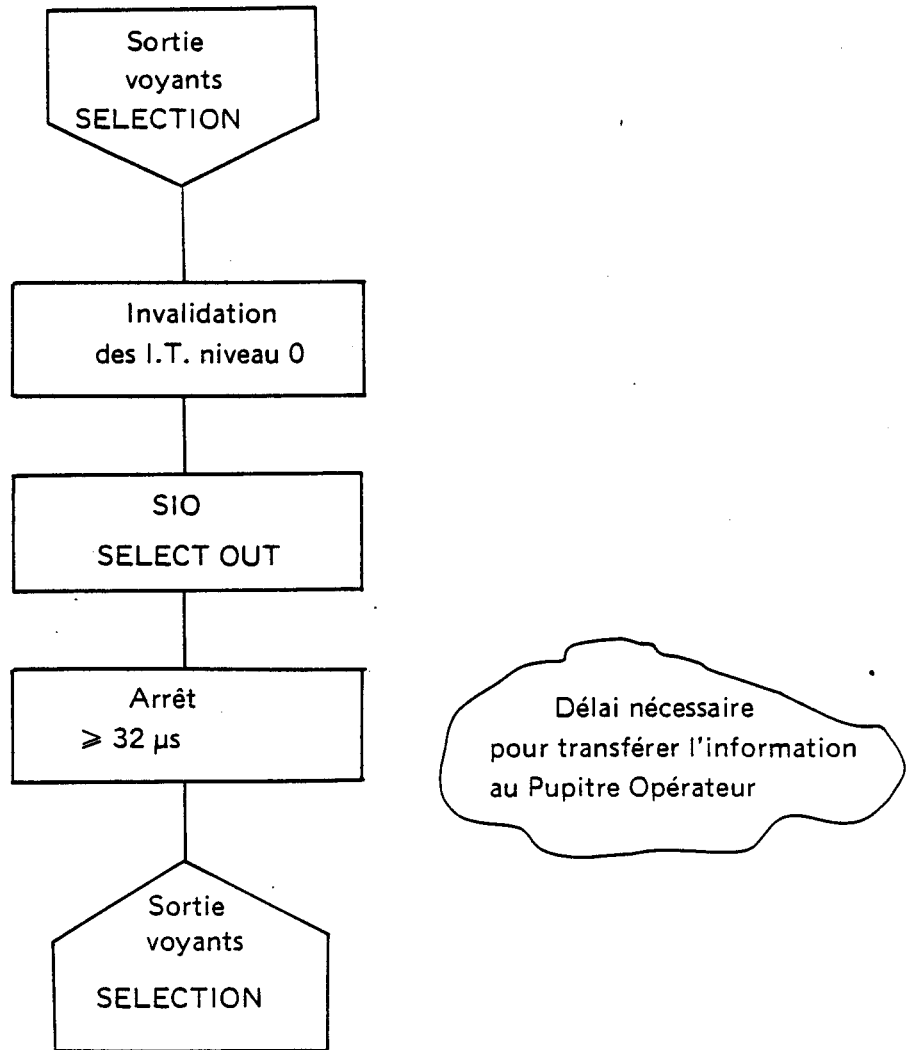 Sortie
voyants
SELECTION
Invalidation
des I.T. niveau 0
SIO
SELECT OUT
Arrêt
⩾ 32 µs
Délai nécessaire
pour transférer l'information
au Pupitre Opérateur
Sortie
voyants
SELECTION